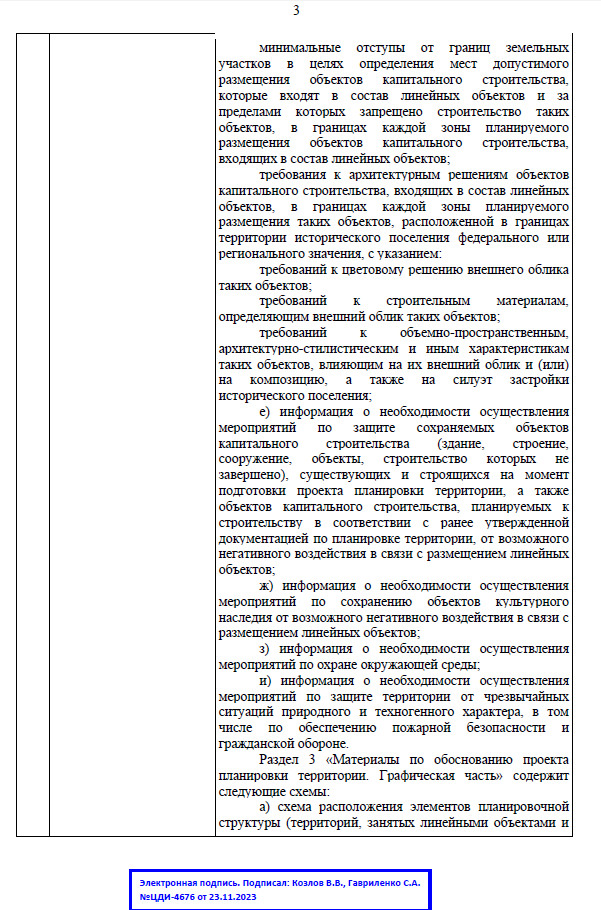 3
минимальные отступы от границ земельных
участков в целях определения мест допустимого
размещения объектов капитального строительства,
которые входят в состав линейных объектов и за
пределами которых запрещено строительство таких
объектов, в границах каждой зоны планируемого
размещения объектов капитального строительства,
входящих в состав линейных объектов;
требования к архитектурным решениям объектов
капитального строительства, входящих в состав линейных
объектов, в границах каждой зоны планируемого
размещения таких объектов, расположенной в границах
территории исторического поселения федерального или
регионального значения, с указанием:
требований к цветовому решению внешнего облика
таких объектов;
требований к строительным материалам,
определяющим внешний облик таких объектов;
требований к объемно-пространственным,
архитектурно-стилистическим и иным характеристикам
таких объектов, влияющим на их внешний облик и (или)
на композицию, а также на силуэт застройки
исторического поселения;
е) информация о необходимости осуществления
мероприятий по защите сохраняемых объектов
капитального строительства (здание, строение,
сооружение, объекты, строительство которых не
завершено), существующих и строящихся на момент
подготовки проекта планировки территории, а также
объектов капитального строительства, планируемых к
строительству в соответствии с ранее утвержденной
документацией по планировке территории, от возможного
негативного воздействия в связи с размещением линейных
объектов;
ж) информация о необходимости осуществления
мероприятий по сохранению объектов культурного
наследия от возможного негативного воздействия в связи с
размещением линейных объектов;
з) информация о необходимости осуществления
мероприятий по охране окружающей среды;
и) информация о необходимости осуществления
мероприятий по защите территории от чрезвычайных
ситуаций природного и техногенного характера, в том
числе по обеспечению пожарной безопасности и
гражданской обороне.
Раздел 3 «Материалы по обоснованию проекта
планировки территории. Графическая часть» содержит
следующие схемы:
а) схема расположения элементов планировочной
структуры (территорий, занятых линейными объектами и
Электронная подпись. Подписал: Козлов В.В., Гавриленко С.А.
№ЦДИ-4676 от 23.11.2023